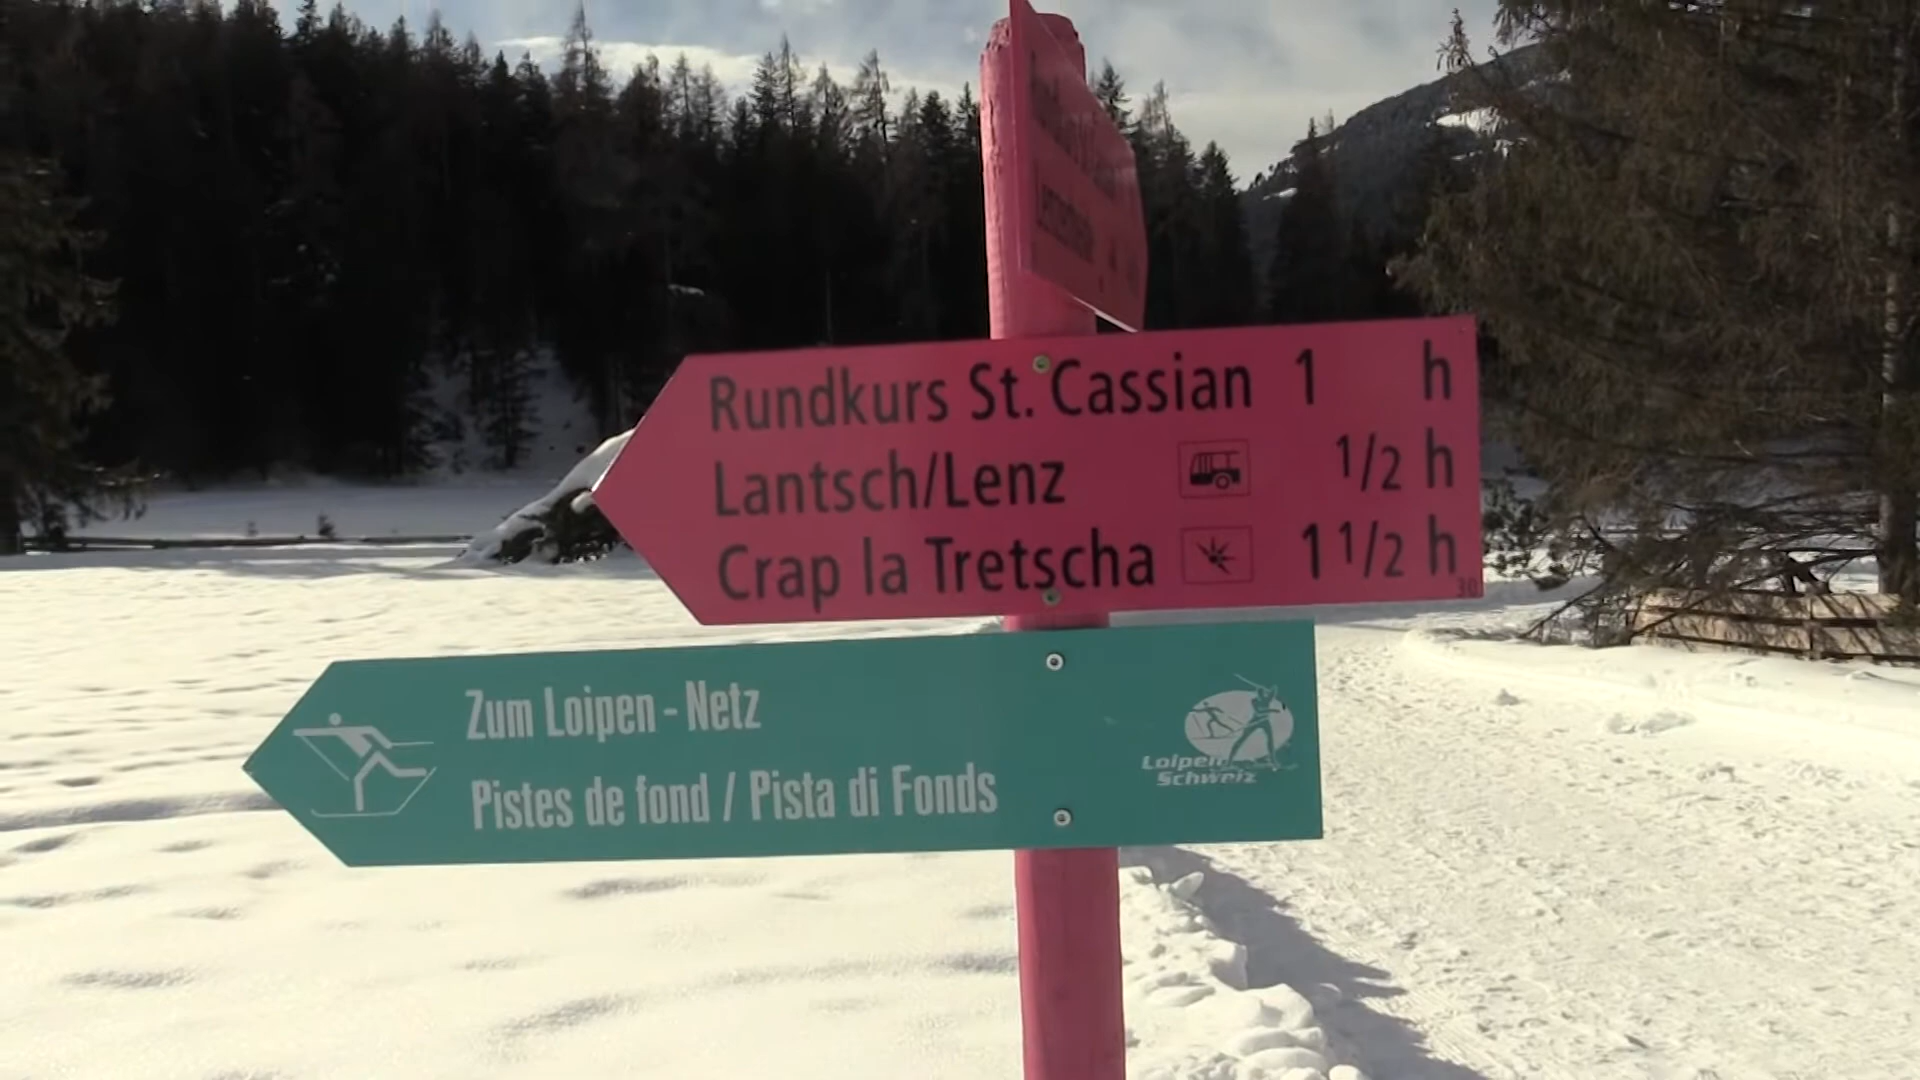 Rundkurs St. Cassian 1 h
Lantsch/Lenz 1/2 h
Crap la Tretscha 1 1/2 h
30
Zum Loipen - Netz
Pistes de fond / Pista di Fonds
Loipen
Schweiz